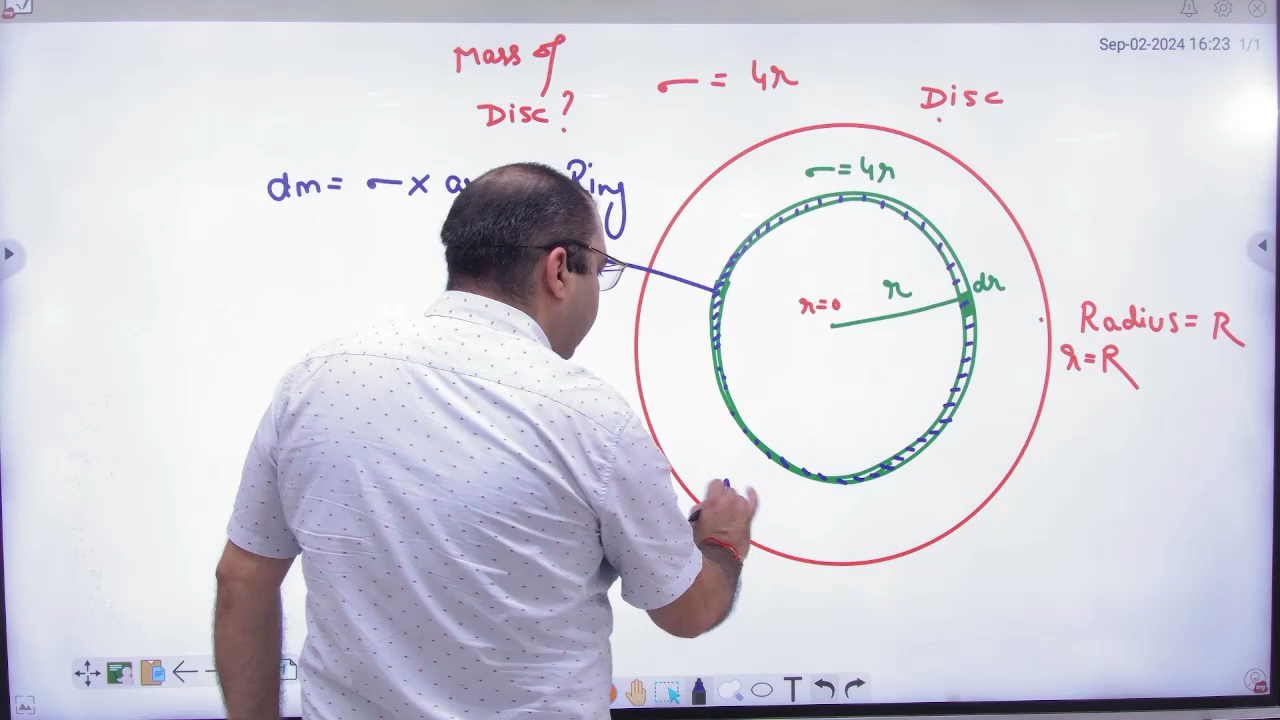 Sep-02-2024 16:23 1/1
Mass of
Disc?
σ = 4r
Disc
σ = 4r
dm = σ x Ring
r=0
r
dr
Radius = R
r=R
T